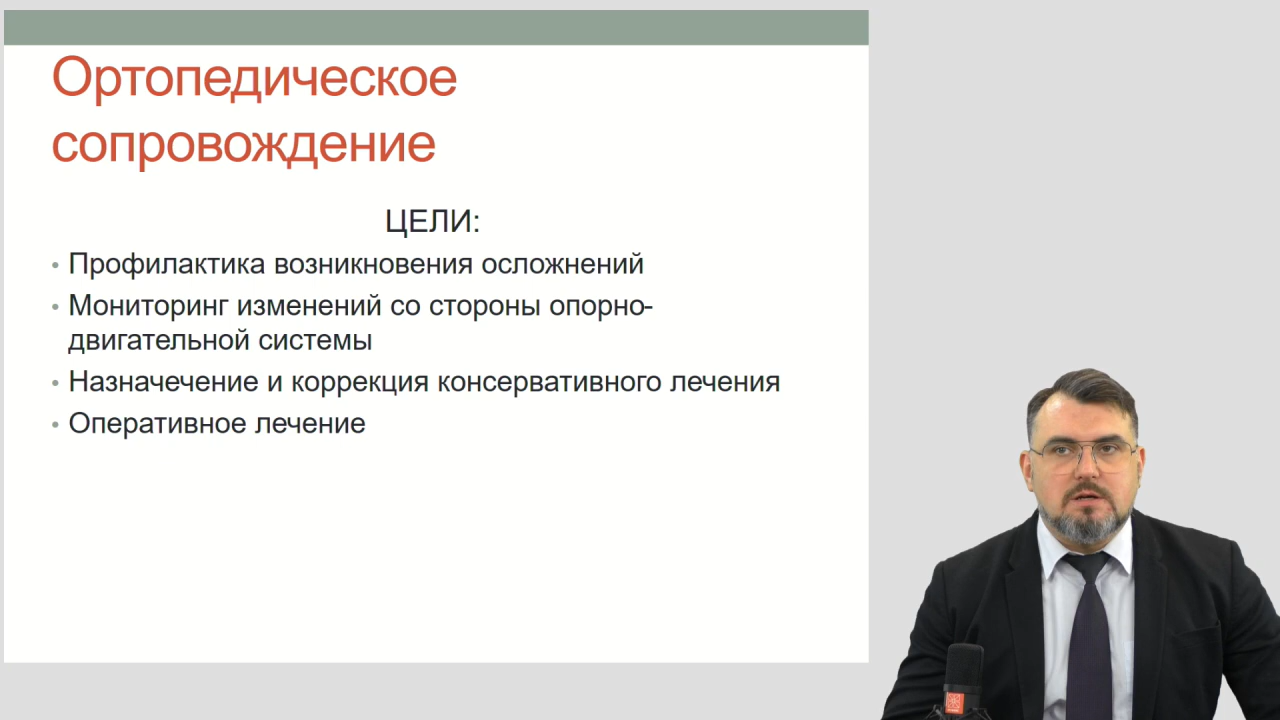 Ортопедическое
сопровождение
ЦЕЛИ:
• Профилактика возникновения осложнений
• Мониторинг изменений со стороны опорно-
двигательной системы
• Назначечение и коррекция консервативного лечения
• Оперативное лечение